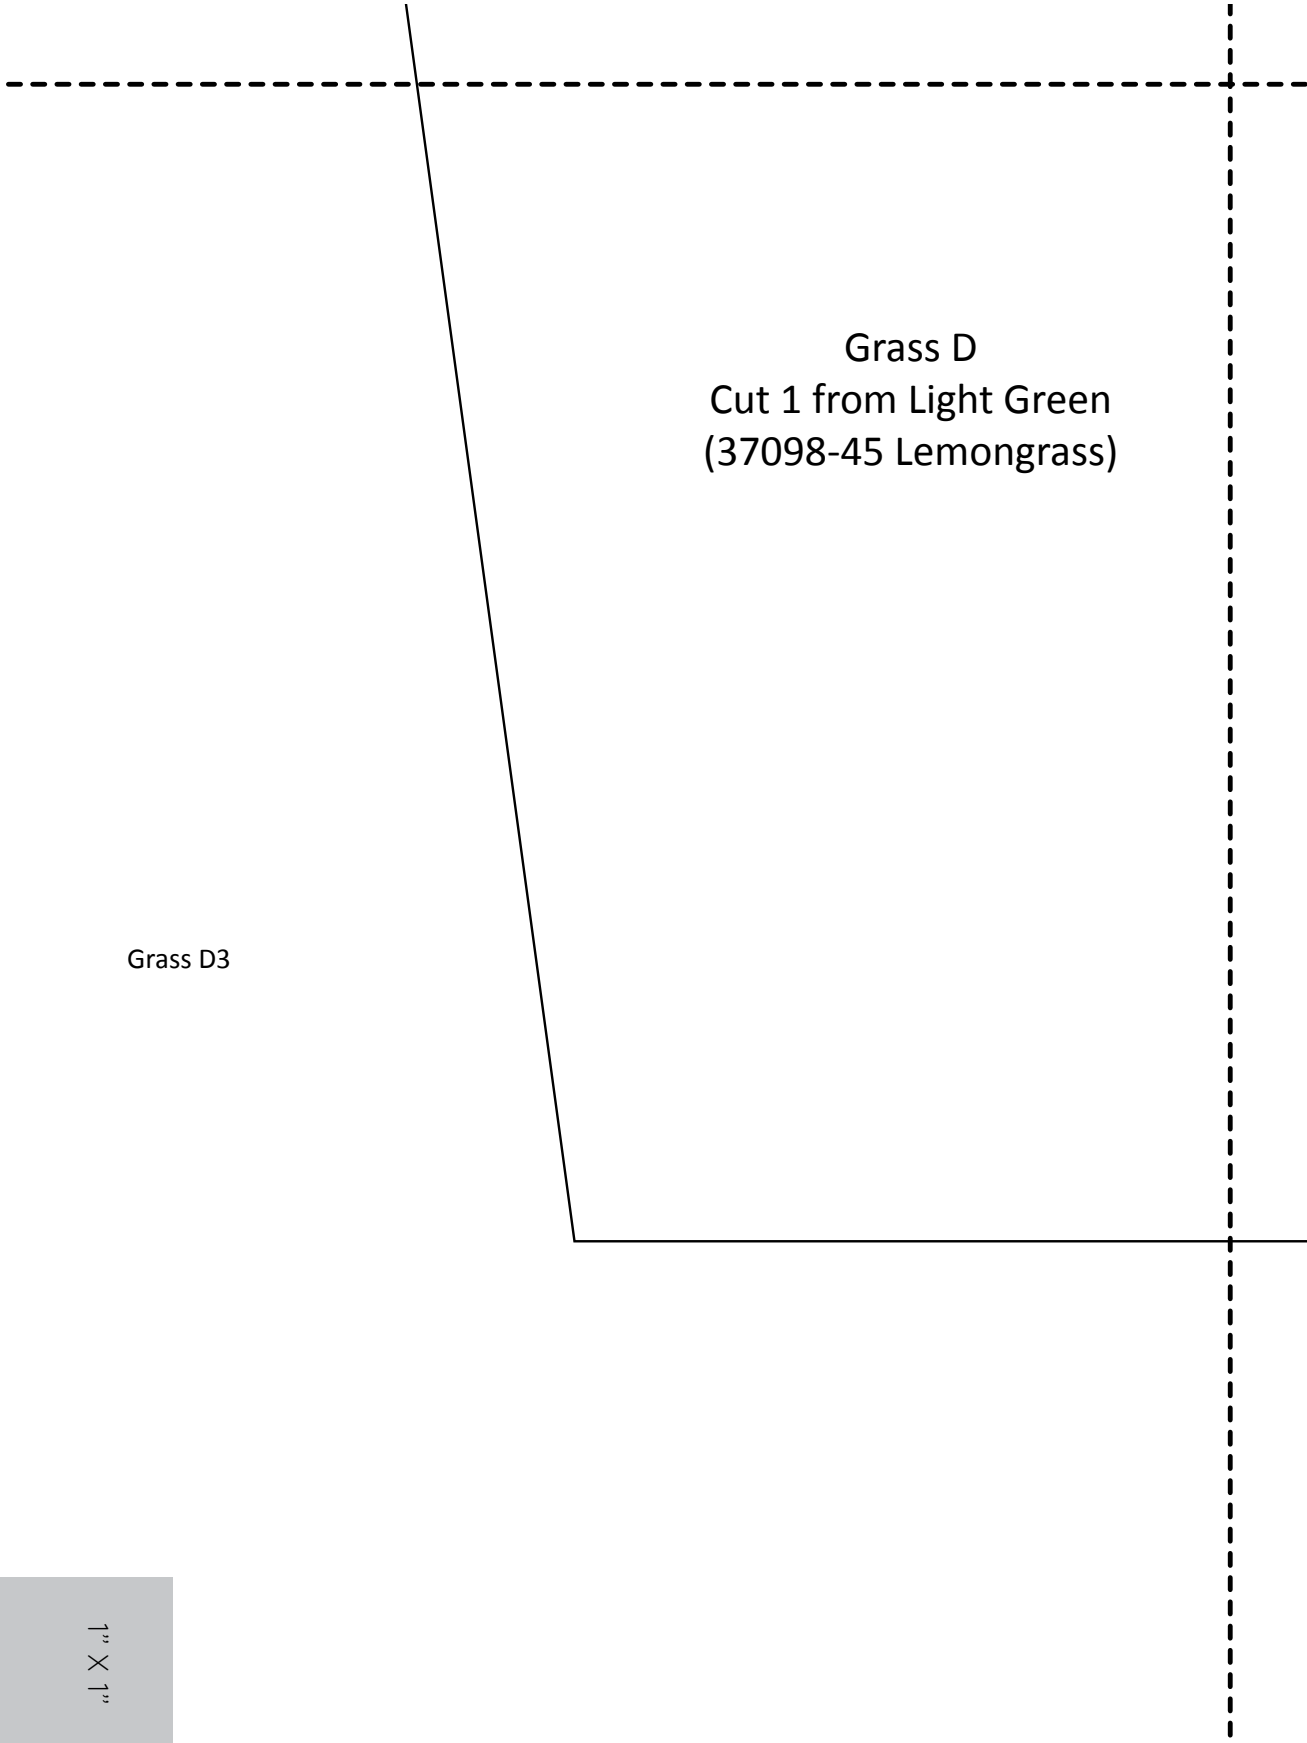 Grass D
Cut 1 from Light Green
(37098-45 Lemongrass)
Grass D3
1” X 1”